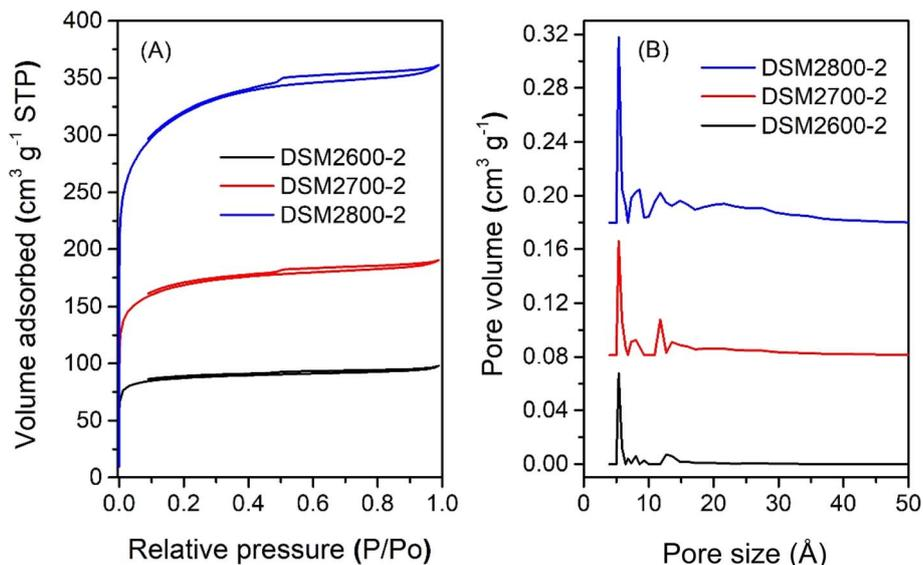 (A)
400
350
300
250
200
150
100
50
0
Volume adsorbed (cm³ g⁻¹ STP)
DSM2600-2
DSM2700-2
DSM2800-2
0.0 0.2 0.4 0.6 0.8 1.0
Relative pressure (P/Po)
(B)
0.32
0.28
0.24
0.20
0.16
0.12
0.08
0.04
0.00
Pore volume (cm³ g⁻¹)
DSM2800-2
DSM2700-2
DSM2600-2
0 10 20 30 40 50
Pore size (Å)